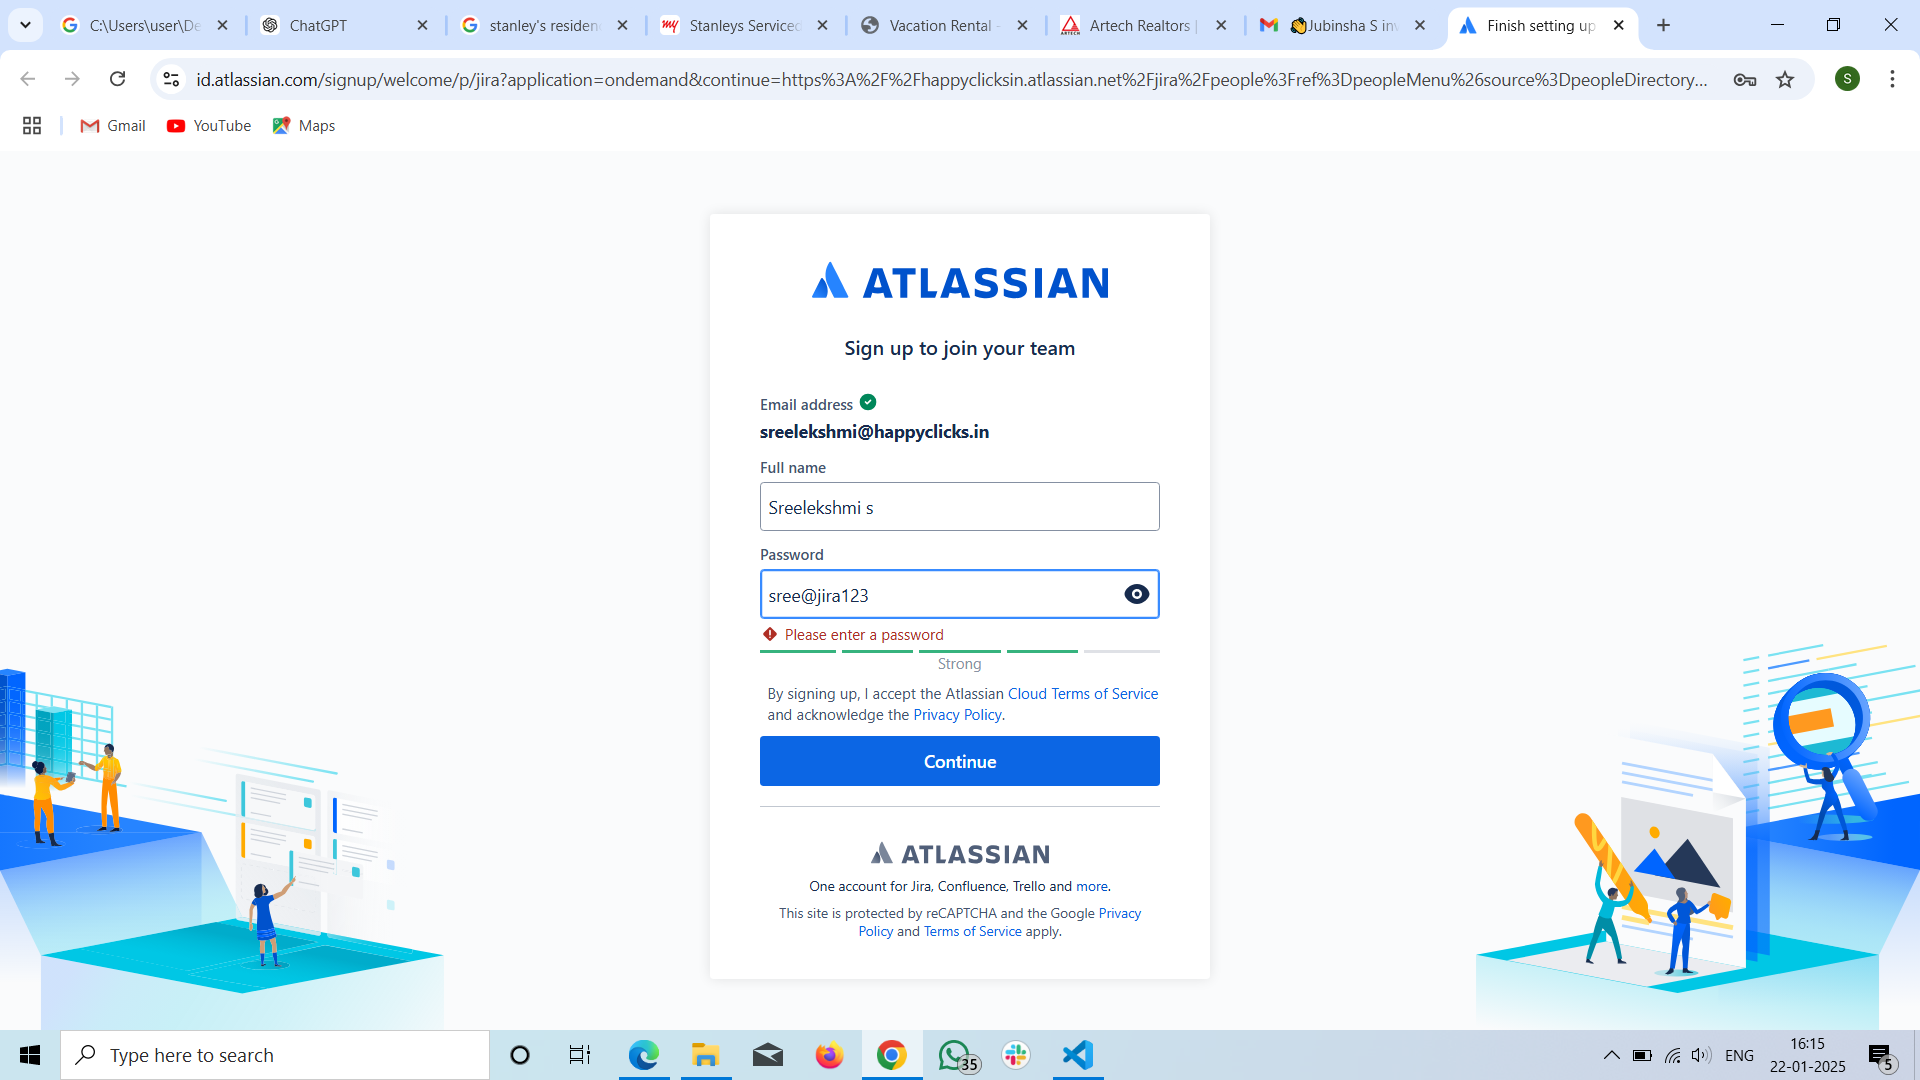 C:\Users\user\De
ChatGPT
stanley's residen
Stanleys Serviced
Vacation Rental -
Artech Realtors |
Jubinsha S inv
Finish setting up
id.atlassian.com/signup/welcome/p/jira?application=ondemand&continue=https%3A%2F%2Fhappyclicksin.atlassian.net%2Fjira%2Fpeople%3Fref%3DpeopleMenu%26source%3DpeopleDirectory...
S
Gmail
YouTube
Maps
ATLASSIAN
Sign up to join your team
Email address
sreelekshmi@happyclicks.in
Full name
Sreelekshmi s
Password
sree@jira123
Please enter a password
Strong
By signing up, I accept the Atlassian Cloud Terms of Service
and acknowledge the Privacy Policy.
Continue
ATLASSIAN
One account for Jira, Confluence, Trello and more.
This site is protected by reCAPTCHA and the Google Privacy
Policy and Terms of Service apply.
Type here to search
35
ENG
16:15
22-01-2025
5